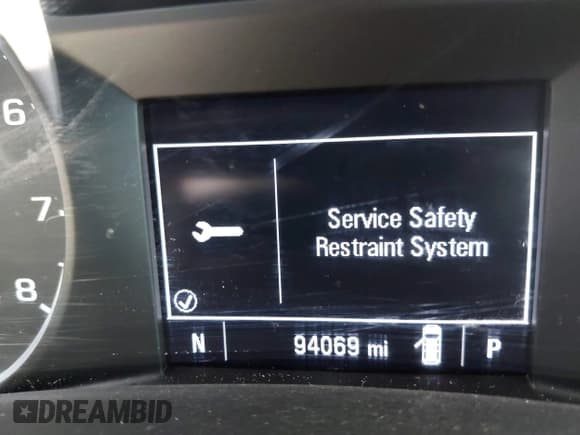 6
7
8
Service Safety
Restraint System
N 94069 mi P
DREAMBID